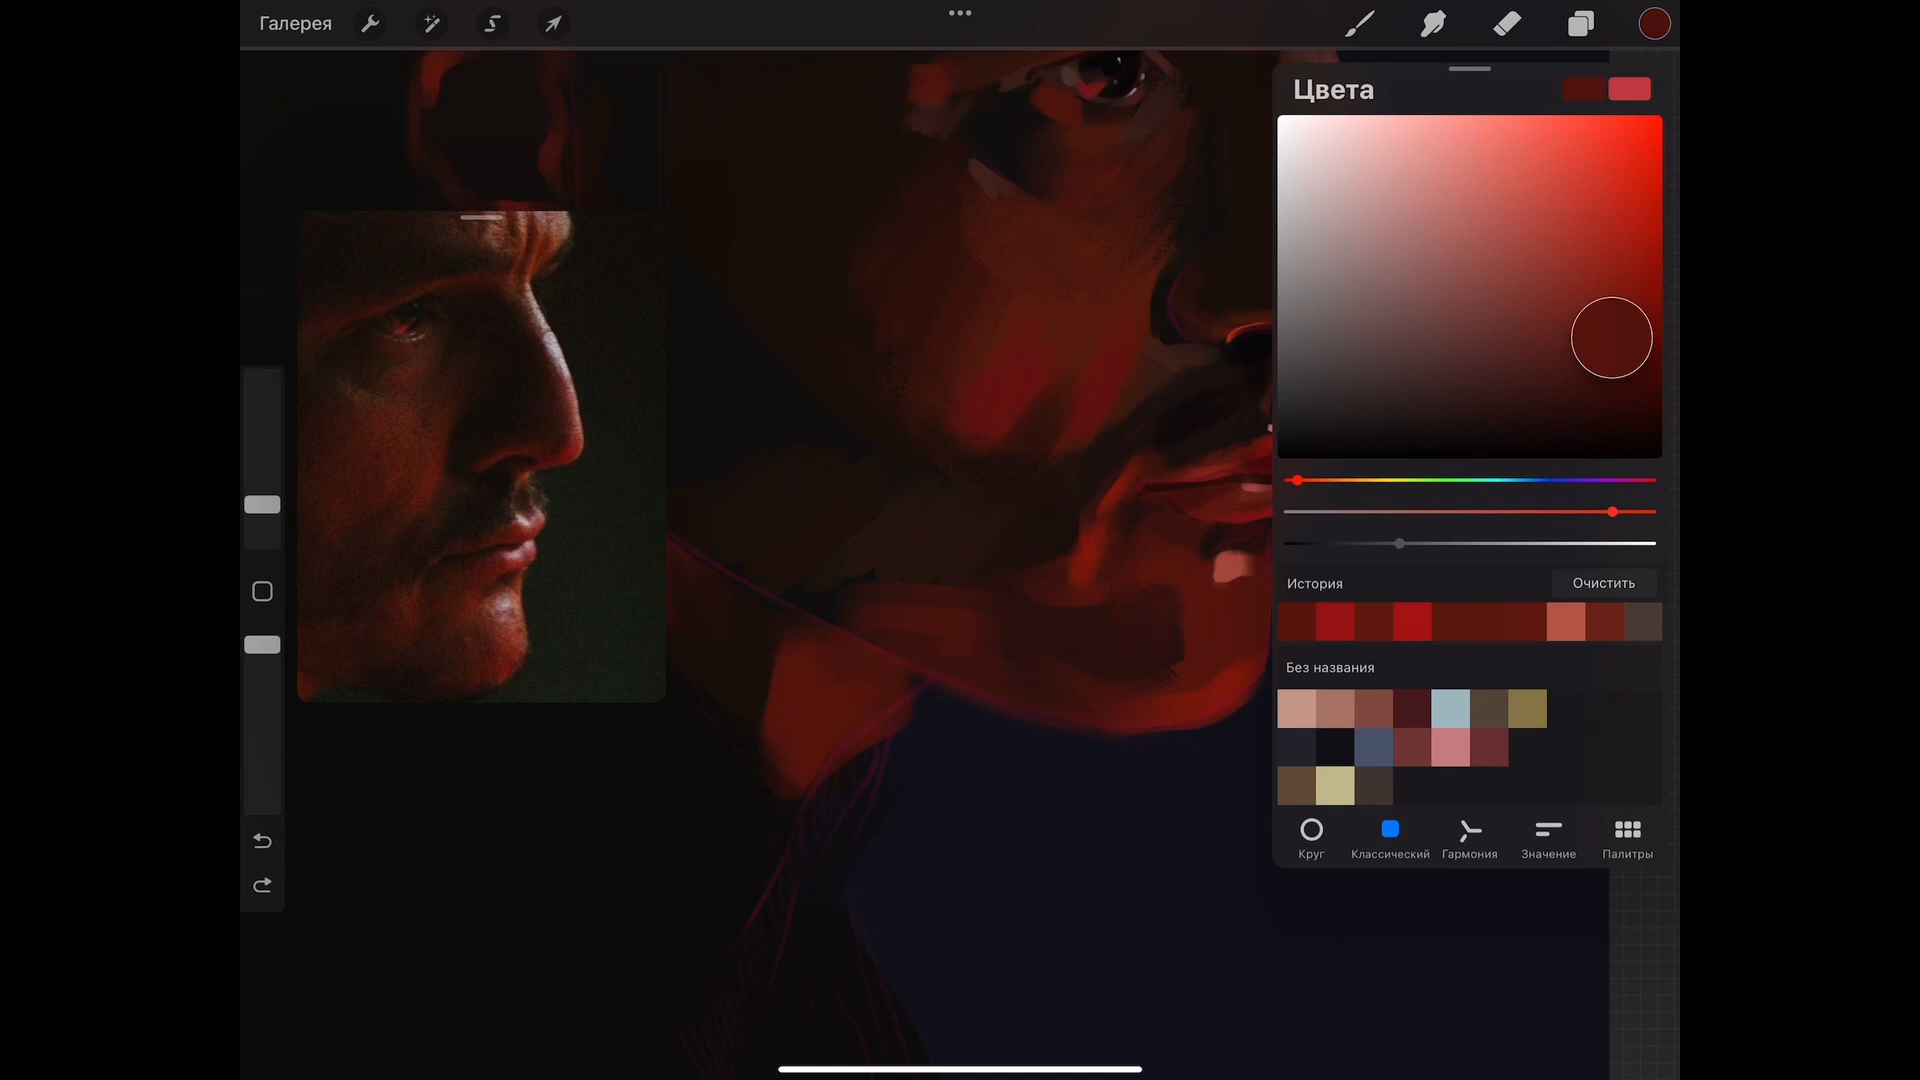 Галерея
Цвета
История
Очистить
Без названия
Круг
Классический
Гармония
Значение
Палитры